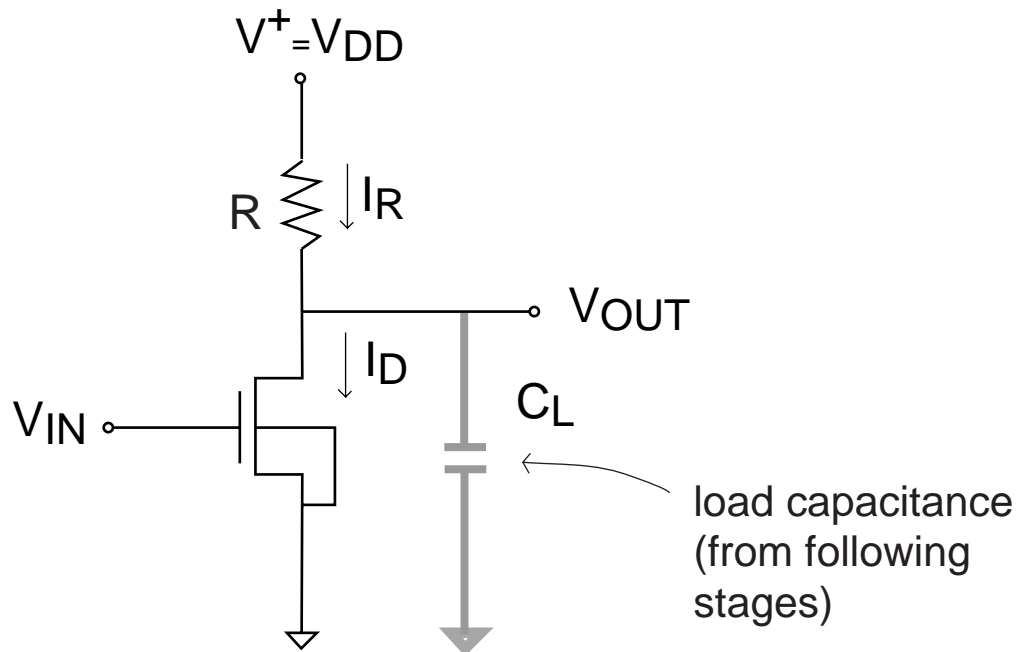 V+=VDD
R
IR
VOUT
ID
VIN
CL
load capacitance
(from following
stages)